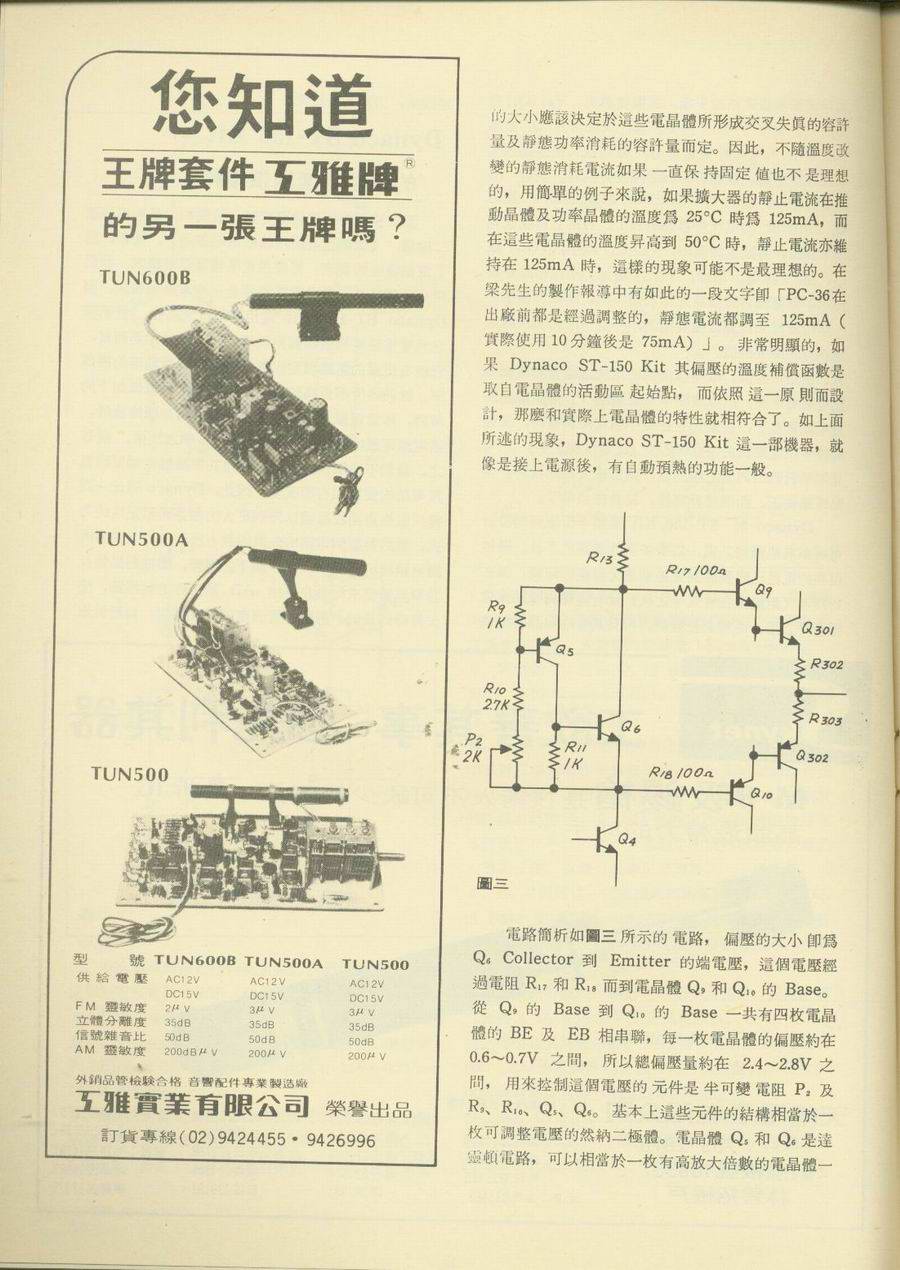 您知道
王牌套件工雅牌®
的另一張王牌嗎？
TUN600B
TUN500A
TUN500
型 號 TUN600B TUN500A TUN500
供給電壓 AC12V AC12V AC12V
DC15V DC15V DC15V
FM 靈敏度 2μV 3μV 3μV
立體分離度 35dB 35dB 35dB
信號雜音比 50dB 50dB 50dB
AM 靈敏度 200dBμV 200μV 200μV
外銷品管檢驗合格 音響配件專業製造廠
工雅實業有限公司 榮譽出品
訂貨專線(02)9424455•9426996
的大小應該決定於這些電晶體所形成交叉失眞的容許
量及靜態功率消耗的容許量而定。因此，不隨溫度改
變的靜態消耗電流如果一直保持固定値也不是理想
的，用簡單的例子來說，如果擴大器的靜止電流在推
動晶體及功率晶體的溫度爲 25°C 時爲 125mA，而
在這些電晶體的溫度昇高到 50°C 時，靜止電流亦維
持在 125mA 時，這樣的現象可能不是最理想的。在
梁先生的製作報導中有如此的一段文字卽「PC-36在
出廠前都是經過調整的，靜態電流都調至 125mA（
實際使用10分鐘後是 75mA）」。非常明顯的，如
果 Dynaco ST-150 Kit 其偏壓的溫度補償函數是
取自電晶體的活動區起始點，而依照這一原則而設
計，那麽和實際上電晶體的特性就相符合了。如上面
所述的現象，Dynaco ST-150 Kit 這一部機器，就
像是接上電源後，有自動預熱的功能一般。
R13
R17 100Ω
Q9
R9
1K
Q301
Q5
R302
R10
27K
R303
Q6
P2
2K
R11
1K
Q302
R18 100Ω
Q10
Q4
圖三
電路簡析如圖三所示的電路，偏壓的大小卽爲
Q₆ Collector 到 Emitter 的端電壓，這個電壓經
過電阻 R₁₇ 和 R₁₈ 而到電晶體 Q₉ 和 Q₁₀ 的 Base。
從 Q₉ 的 Base 到 Q₁₀ 的 Base 一共有四枚電晶
體的 BE 及 EB 相串聯，每一枚電晶體的偏壓約在
0.6～0.7V 之間，所以總偏壓量約在 2.4～2.8V 之
間，用來控制這個電壓的元件是半可變電阻 P₂ 及
R₉、R₁₀、Q₅、Q₆。基本上這些元件的結構相當於一
枚可調整電壓的然納二極體。電晶體 Q₅ 和 Q₆ 是達
靈頓電路，可以相當於一枚有高放大倍數的電晶體一